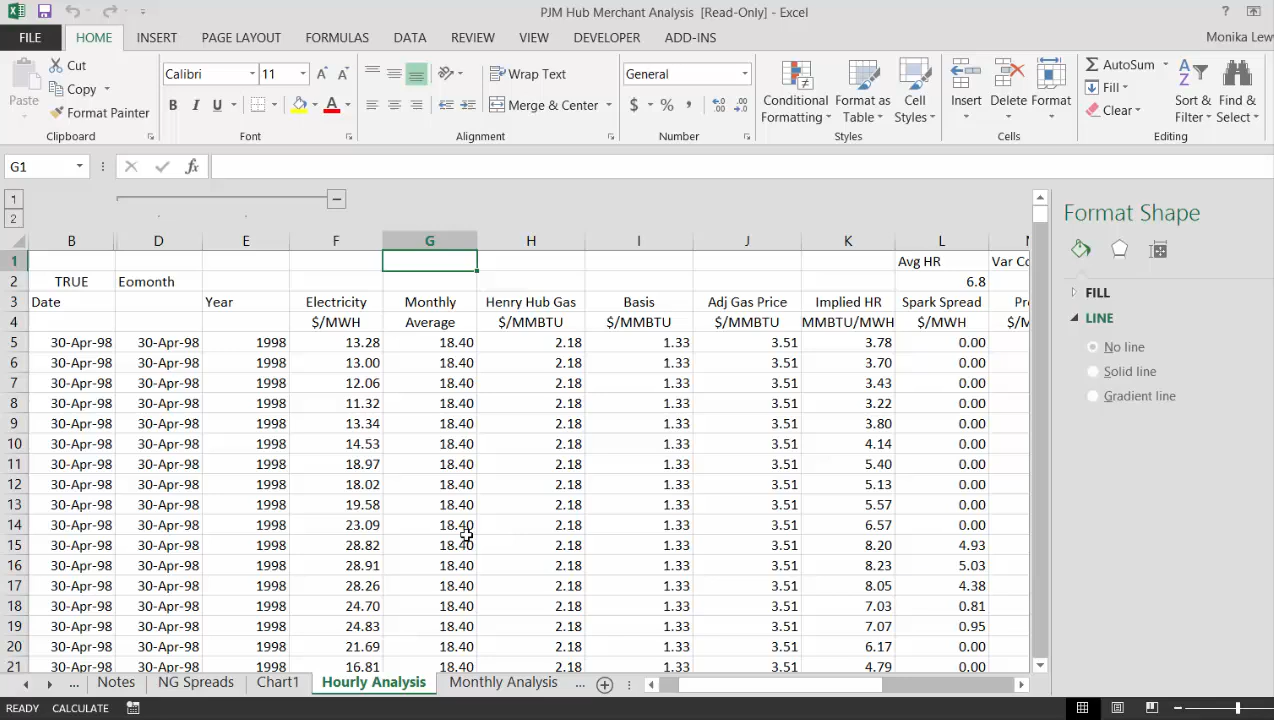 PJM Hub Merchant Analysis [Read-Only] - Excel
FILE HOME INSERT PAGE LAYOUT FORMULAS DATA REVIEW VIEW DEVELOPER ADD-INS Monika Lew
Paste Cut Copy Format Painter Clipboard
Calibri 11 B I U A Font
Wrap Text Merge & Center Alignment
General $ % , Number
Conditional Formatting Format as Table Cell Styles Styles
Insert Delete Format Cells
AutoSum Fill Clear Sort & Filter Find & Select Editing
G1 fx
1
2
B D E F G H I J K L
1 Avg HR Var Co
2 TRUE Eomonth 6.8
3 Date Year Electricity Monthly Henry Hub Gas Basis Adj Gas Price Implied HR Spark Spread Pr
4 $/MWH Average $/MMBTU $/MMBTU $/MMBTU MMBTU/MWH $/MWH $/M
5 30-Apr-98 30-Apr-98 1998 13.28 18.40 2.18 1.33 3.51 3.78 0.00
6 30-Apr-98 30-Apr-98 1998 13.00 18.40 2.18 1.33 3.51 3.70 0.00
7 30-Apr-98 30-Apr-98 1998 12.06 18.40 2.18 1.33 3.51 3.43 0.00
8 30-Apr-98 30-Apr-98 1998 11.32 18.40 2.18 1.33 3.51 3.22 0.00
9 30-Apr-98 30-Apr-98 1998 13.34 18.40 2.18 1.33 3.51 3.80 0.00
10 30-Apr-98 30-Apr-98 1998 14.53 18.40 2.18 1.33 3.51 4.14 0.00
11 30-Apr-98 30-Apr-98 1998 18.97 18.40 2.18 1.33 3.51 5.40 0.00
12 30-Apr-98 30-Apr-98 1998 18.02 18.40 2.18 1.33 3.51 5.13 0.00
13 30-Apr-98 30-Apr-98 1998 19.58 18.40 2.18 1.33 3.51 5.57 0.00
14 30-Apr-98 30-Apr-98 1998 23.09 18.40 2.18 1.33 3.51 6.57 0.00
15 30-Apr-98 30-Apr-98 1998 28.82 18.40 2.18 1.33 3.51 8.20 4.93
16 30-Apr-98 30-Apr-98 1998 28.91 18.40 2.18 1.33 3.51 8.23 5.03
17 30-Apr-98 30-Apr-98 1998 28.26 18.40 2.18 1.33 3.51 8.05 4.38
18 30-Apr-98 30-Apr-98 1998 24.70 18.40 2.18 1.33 3.51 7.03 0.81
19 30-Apr-98 30-Apr-98 1998 24.83 18.40 2.18 1.33 3.51 7.07 0.95
20 30-Apr-98 30-Apr-98 1998 21.69 18.40 2.18 1.33 3.51 6.17 0.00
21 30-Apr-98 30-Apr-98 1998 16.81 18.40 2.18 1.33 3.51 4.79 0.00
Format Shape
FILL
LINE
No line
Solid line
Gradient line
... Notes NG Spreads Chart1 Hourly Analysis Monthly Analysis ...
READY CALCULATE